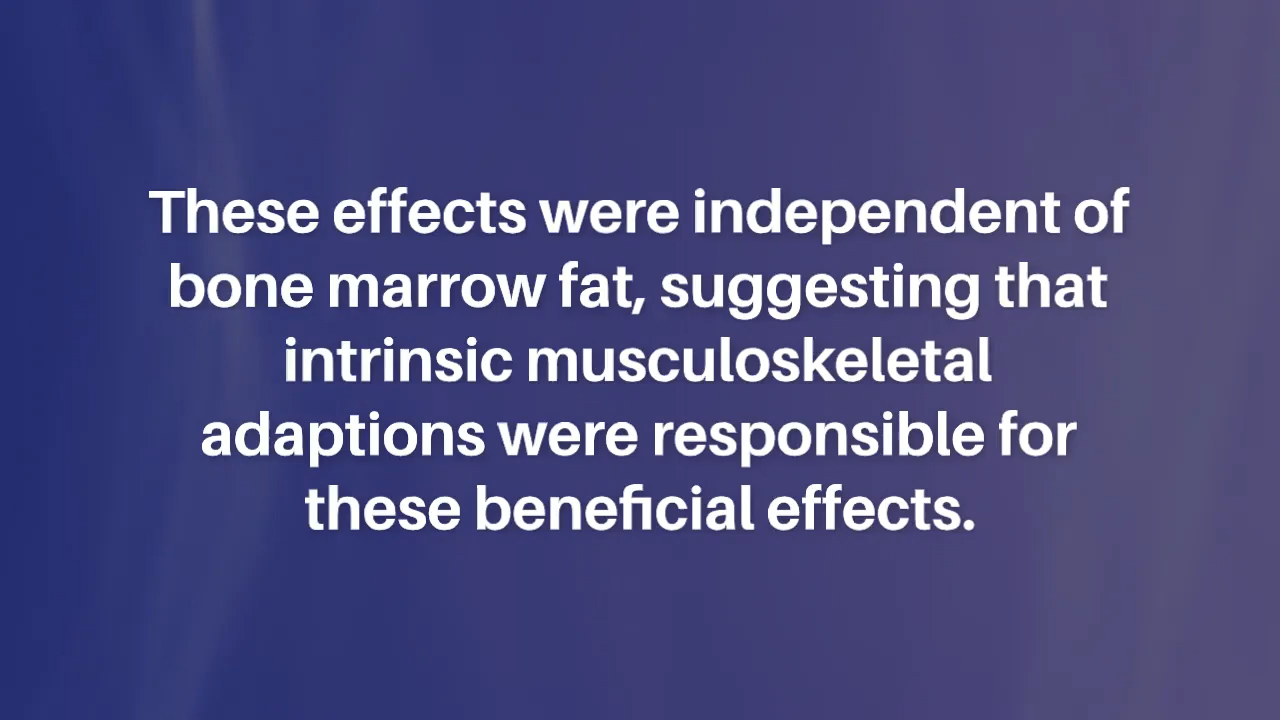 These effects were independent of
bone marrow fat, suggesting that
intrinsic musculoskeletal
adaptions were responsible for
these beneficial effects.